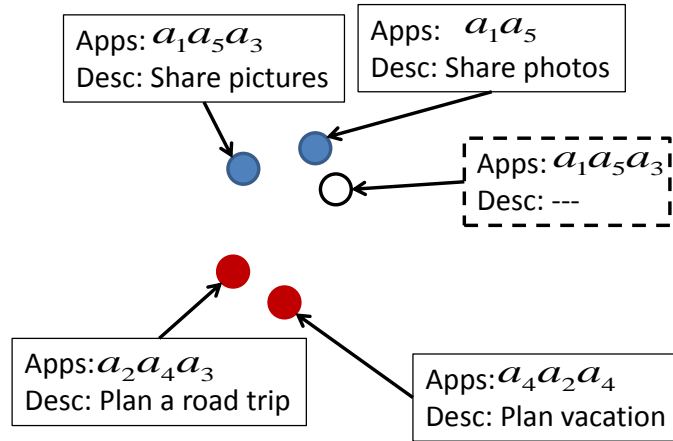 Apps: a₁a₅a₃
Desc: Share pictures
Apps: a₁a₅
Desc: Share photos
Apps: a₁a₅a₃
Desc: ---
Apps: a₂a₄a₃
Desc: Plan a road trip
Apps: a₄a₂a₄
Desc: Plan vacation